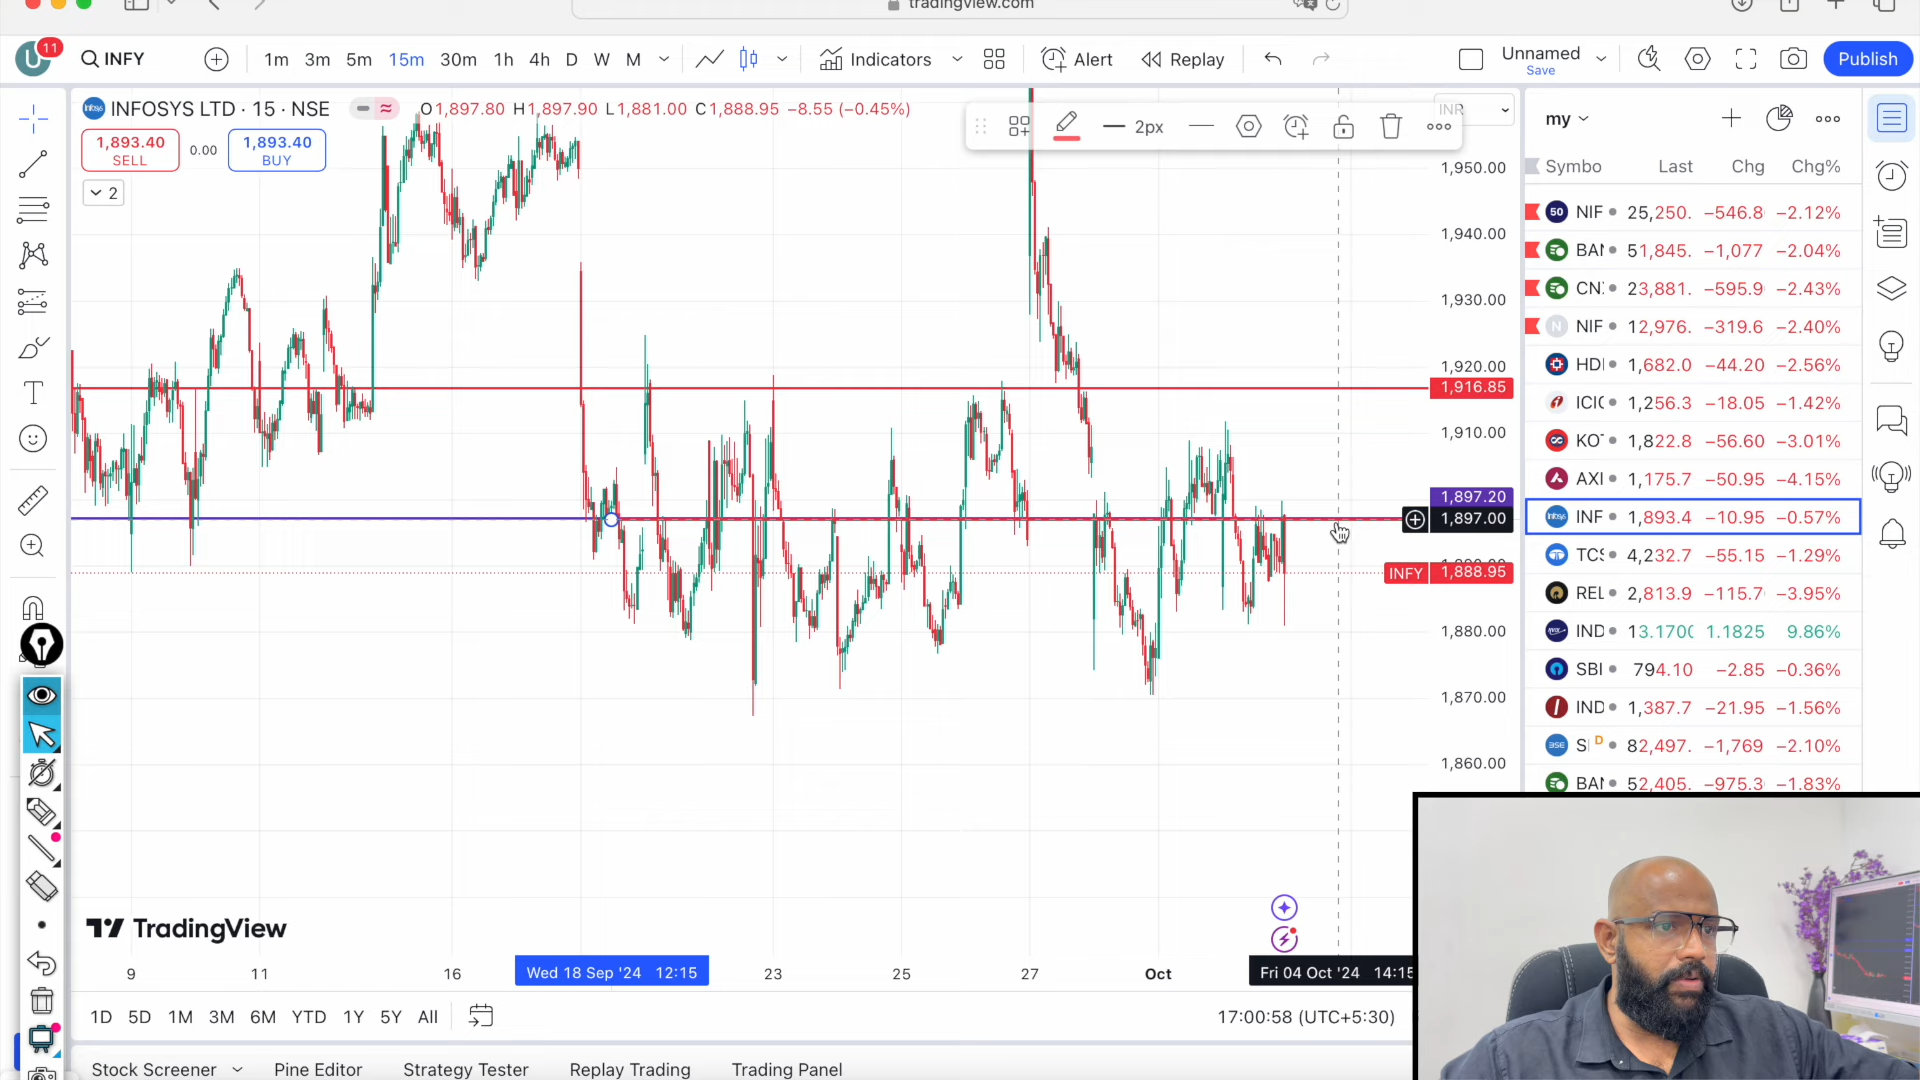 tradingview.com
U 11 INFY 1m 3m 5m 15m 30m 1h 4h D W M Indicators Alert Replay Unnamed Save Publish
INFOSYS LTD · 15 · NSE O1,897.80 H1,897.90 L1,881.00 C1,888.95 −8.55 (−0.45%)
1,893.40 SELL 0.00 1,893.40 BUY
2
2px
INR
1,950.00
1,940.00
1,930.00
1,920.00
1,916.85
1,910.00
1,897.20
1,897.00
INFY 1,888.95
1,880.00
1,870.00
1,860.00
my
Symbo Last Chg Chg%
50 NIF 25,250. −546.8 −2.12%
BAN 51,845. −1,077 −2.04%
CN 23,881. −595.9 −2.43%
N NIF 12,976. −319.6 −2.40%
HDI 1,682.0 −44.20 −2.56%
ICIC 1,256.3 −18.05 −1.42%
KOT 1,822.8 −56.60 −3.01%
AXI 1,175.7 −50.95 −4.15%
Infosys INF 1,893.4 −10.95 −0.57%
TCS 4,232.7 −55.15 −1.29%
REL 2,813.9 −115.7 −3.95%
IND 13.170 1.1825 9.86%
SBI 794.10 −2.85 −0.36%
IND 1,387.7 −21.95 −1.56%
BSE S D 82,497. −1,769 −2.10%
BAN 52,405. −975.3 −1.83%
TradingView
9 11 16 Wed 18 Sep '24 12:15 23 25 27 Oct Fri 04 Oct '24 14:15
1D 5D 1M 3M 6M YTD 1Y 5Y All 17:00:58 (UTC+5:30)
Stock Screener Pine Editor Strategy Tester Replay Trading Trading Panel